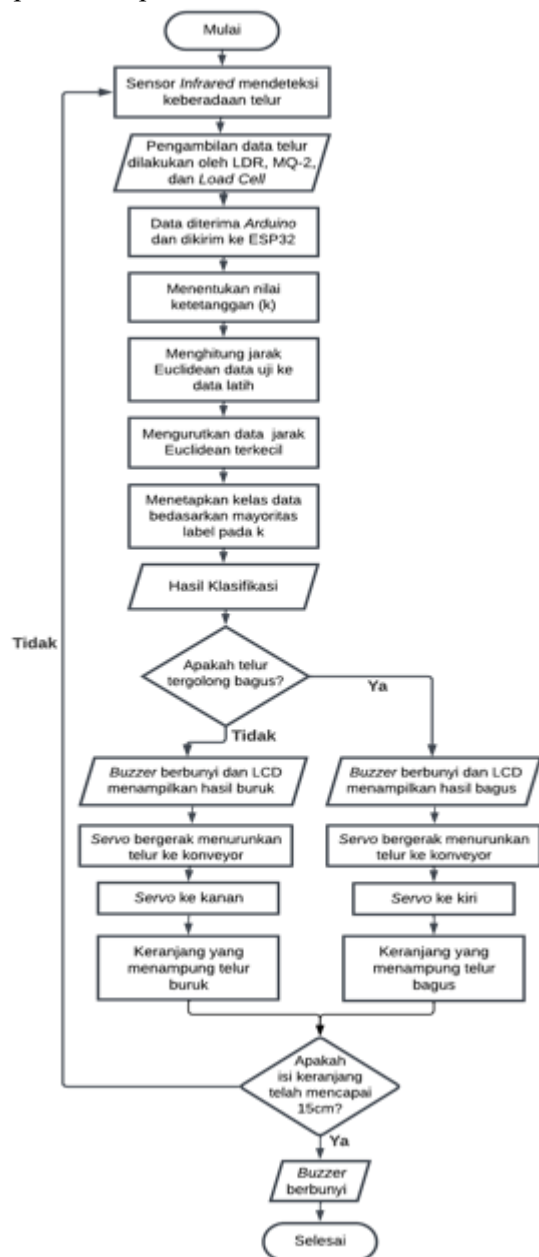 Mulai
Sensor Infrared mendeteksi
keberadaan telur
Pengambilan data telur
dilakukan oleh LDR, MQ-2,
dan Load Cell
Data diterima Arduino
dan dikirim ke ESP32
Menentukan nilai
ketetanggan (k)
Menghitung jarak
Euclidean data uji ke
data latih
Mengurutkan data jarak
Euclidean terkecil
Menetapkan kelas data
bedasarkan mayoritas
label pada k
Hasil Klasifikasi
Tidak
Apakah telur
tergolong bagus?
Ya
Tidak
Buzzer berbunyi dan LCD
menampilkan hasil buruk
Buzzer berbunyi dan LCD
menampilkan hasil bagus
Servo bergerak menurunkan
telur ke konveyor
Servo bergerak menurunkan
telur ke konveyor
Servo ke kanan
Servo ke kiri
Keranjang yang
menampung telur
buruk
Keranjang yang
menampung telur
bagus
Apakah
isi keranjang
telah mencapai
15cm?
Ya
Buzzer
berbunyi
Selesai